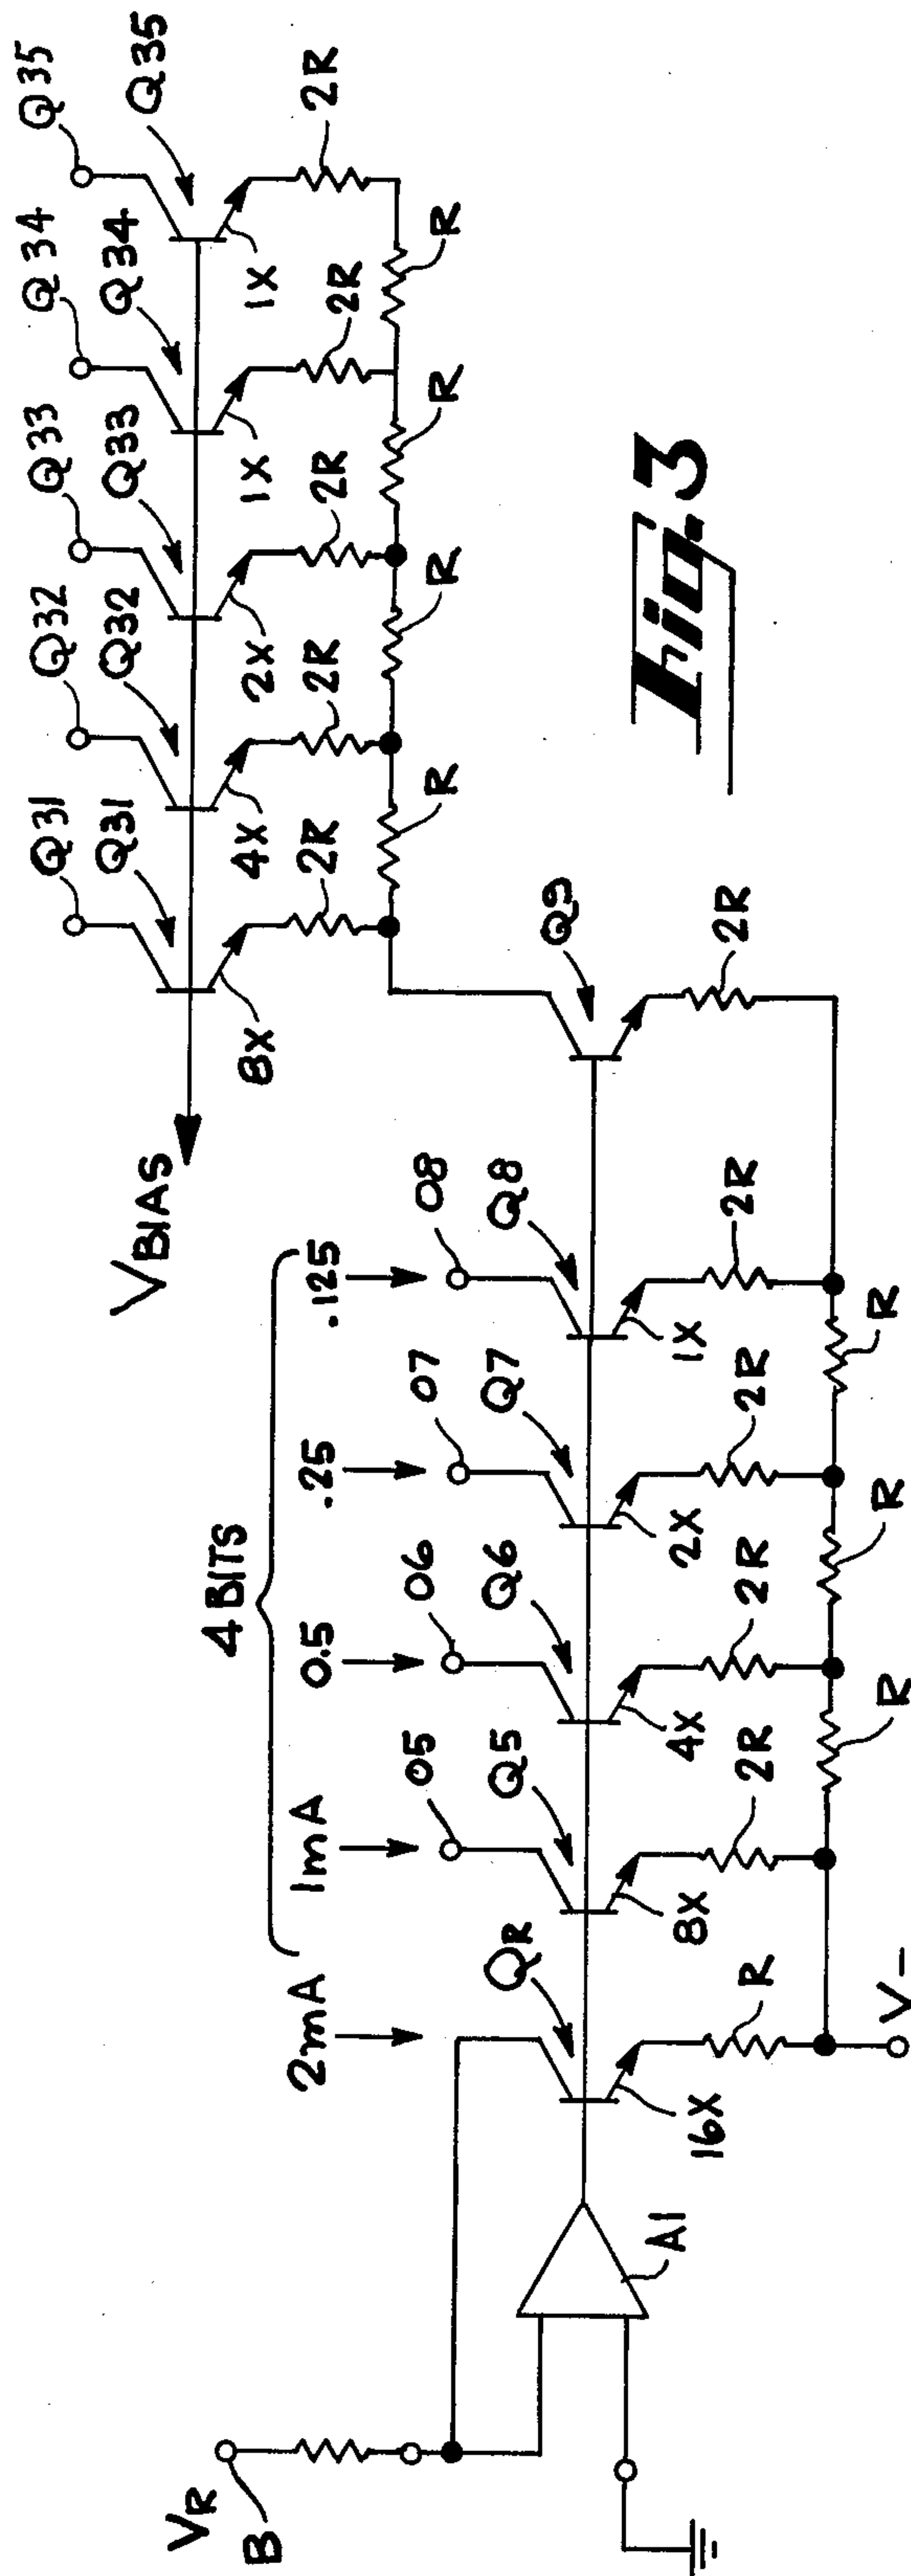 Q31 Q32 Q33 Q34 Q35
Q31 Q32 Q33 Q34 Q35
VBIAS
8X 4X 2X 1X 1X
2R 2R 2R 2R 2R
R R R R
4 BITS
2mA 1mA 0.5 .25 .125
05 06 07 08
QR Q5 Q6 Q7 Q8 Q9
VR
B
A1
16X 8X 4X 2X 1X
R 2R 2R 2R 2R 2R
R R R
V-
Fig. 3